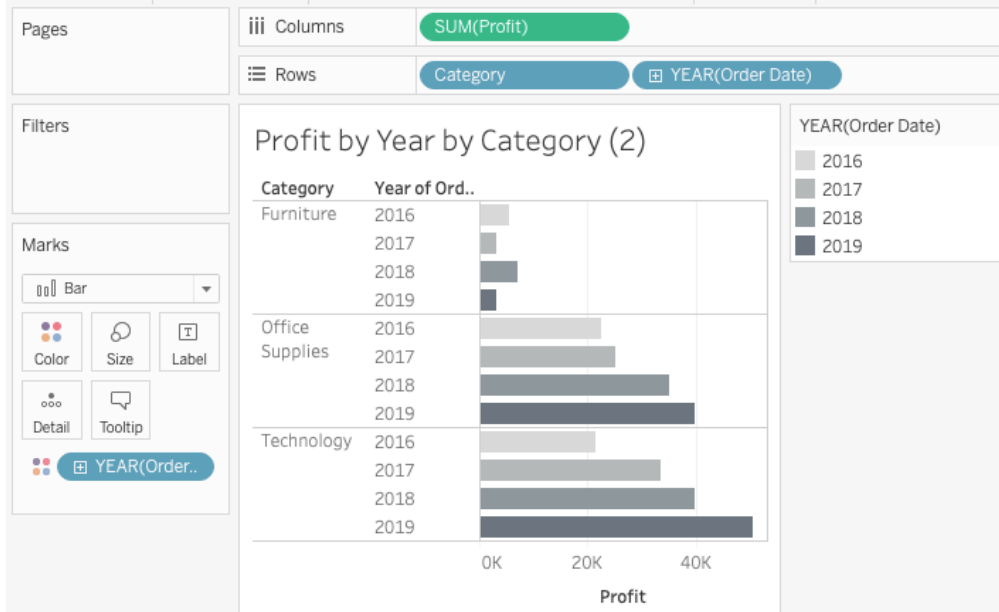 Pages
Columns
SUM(Profit)
Rows
Category
YEAR(Order Date)
Filters
Marks
Bar
Color
Size
Label
T
Detail
Tooltip
YEAR(Order..
Profit by Year by Category (2)
Category Year of Ord..
Furniture 2016
2017
2018
2019
Office 2016
Supplies 2017
2018
2019
Technology 2016
2017
2018
2019
0K 20K 40K
Profit
YEAR(Order Date)
2016
2017
2018
2019